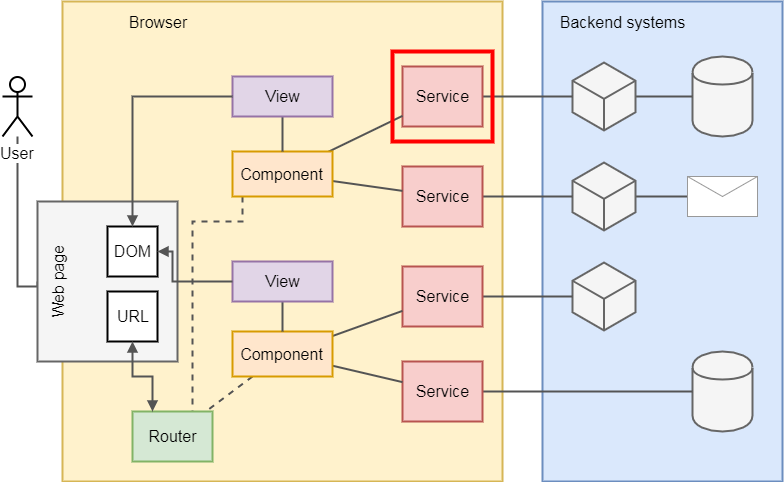 Browser
Backend systems
User
View
Service
Component
Service
Web page
DOM
URL
View
Service
Component
Service
Router